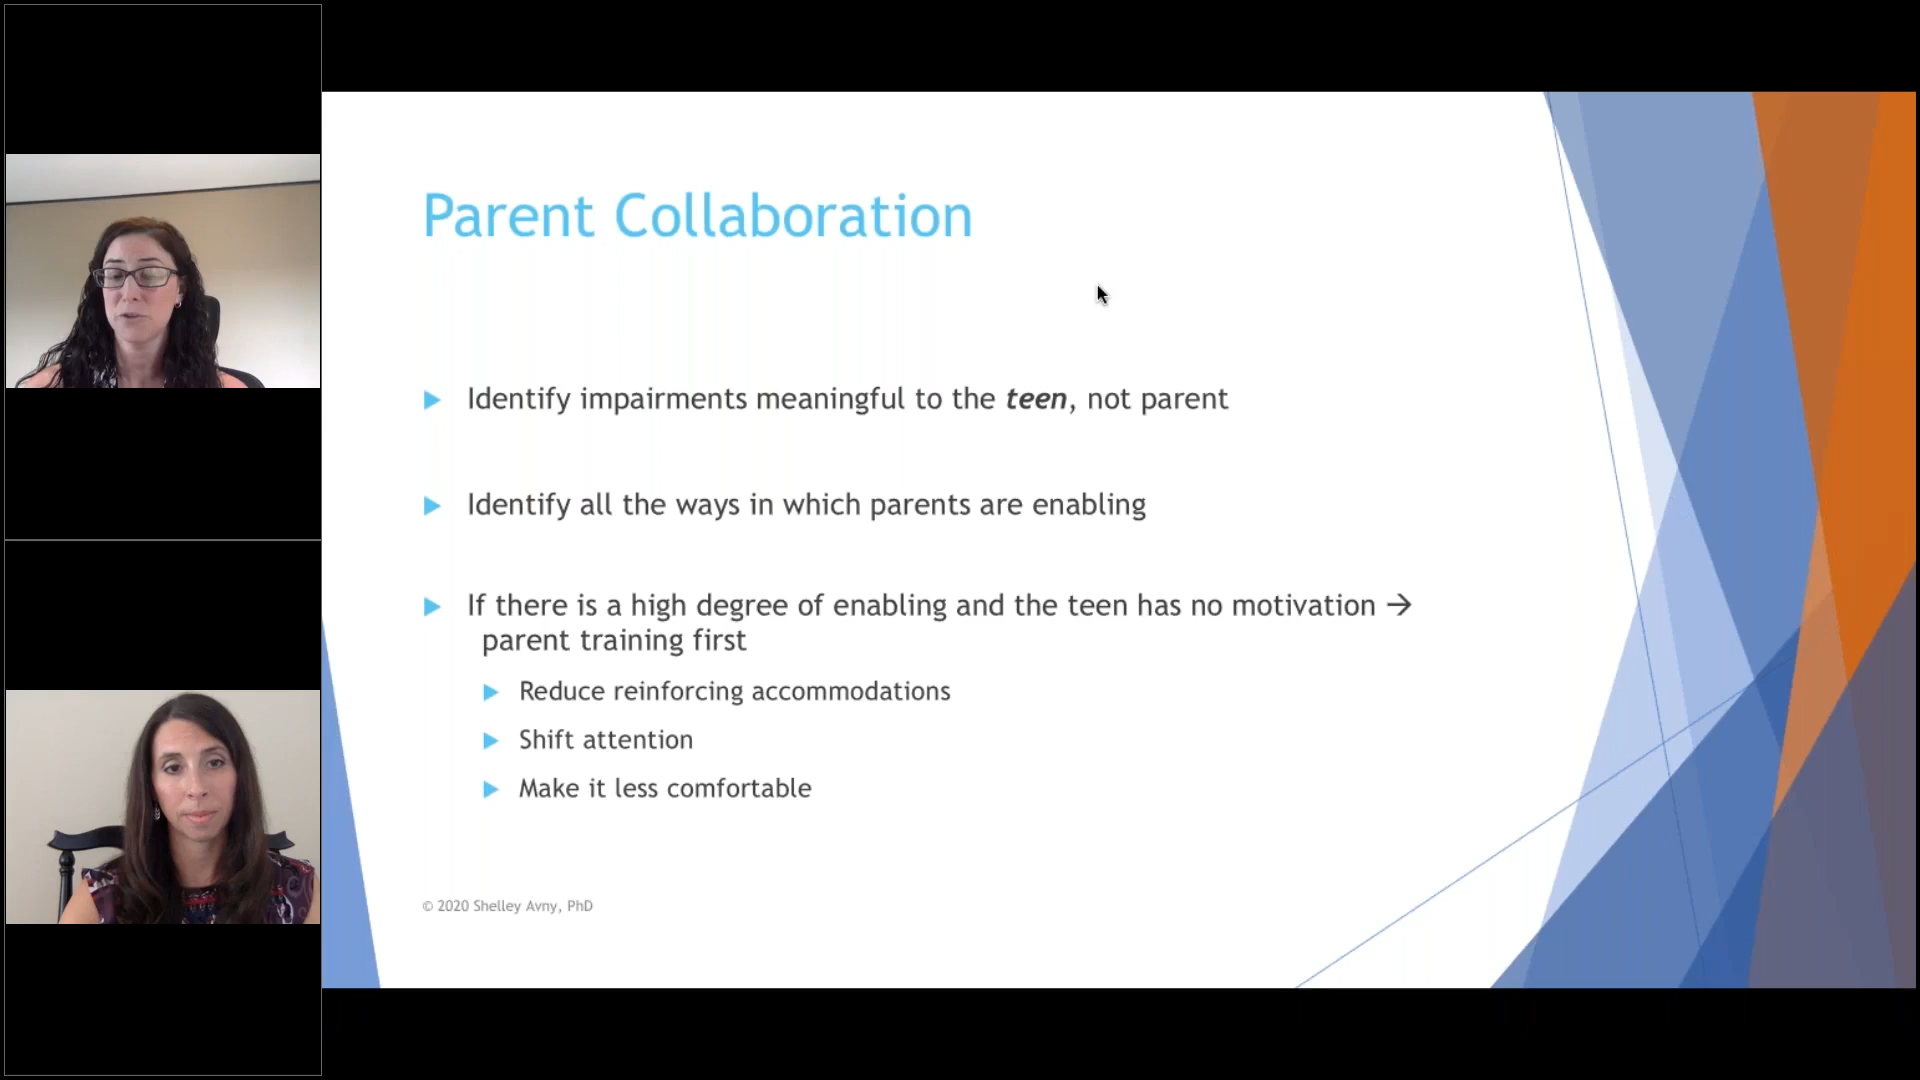 Parent Collaboration
Identify impairments meaningful to the teen, not parent
Identify all the ways in which parents are enabling
If there is a high degree of enabling and the teen has no motivation →
parent training first
Reduce reinforcing accommodations
Shift attention
Make it less comfortable
© 2020 Shelley Avny, PhD